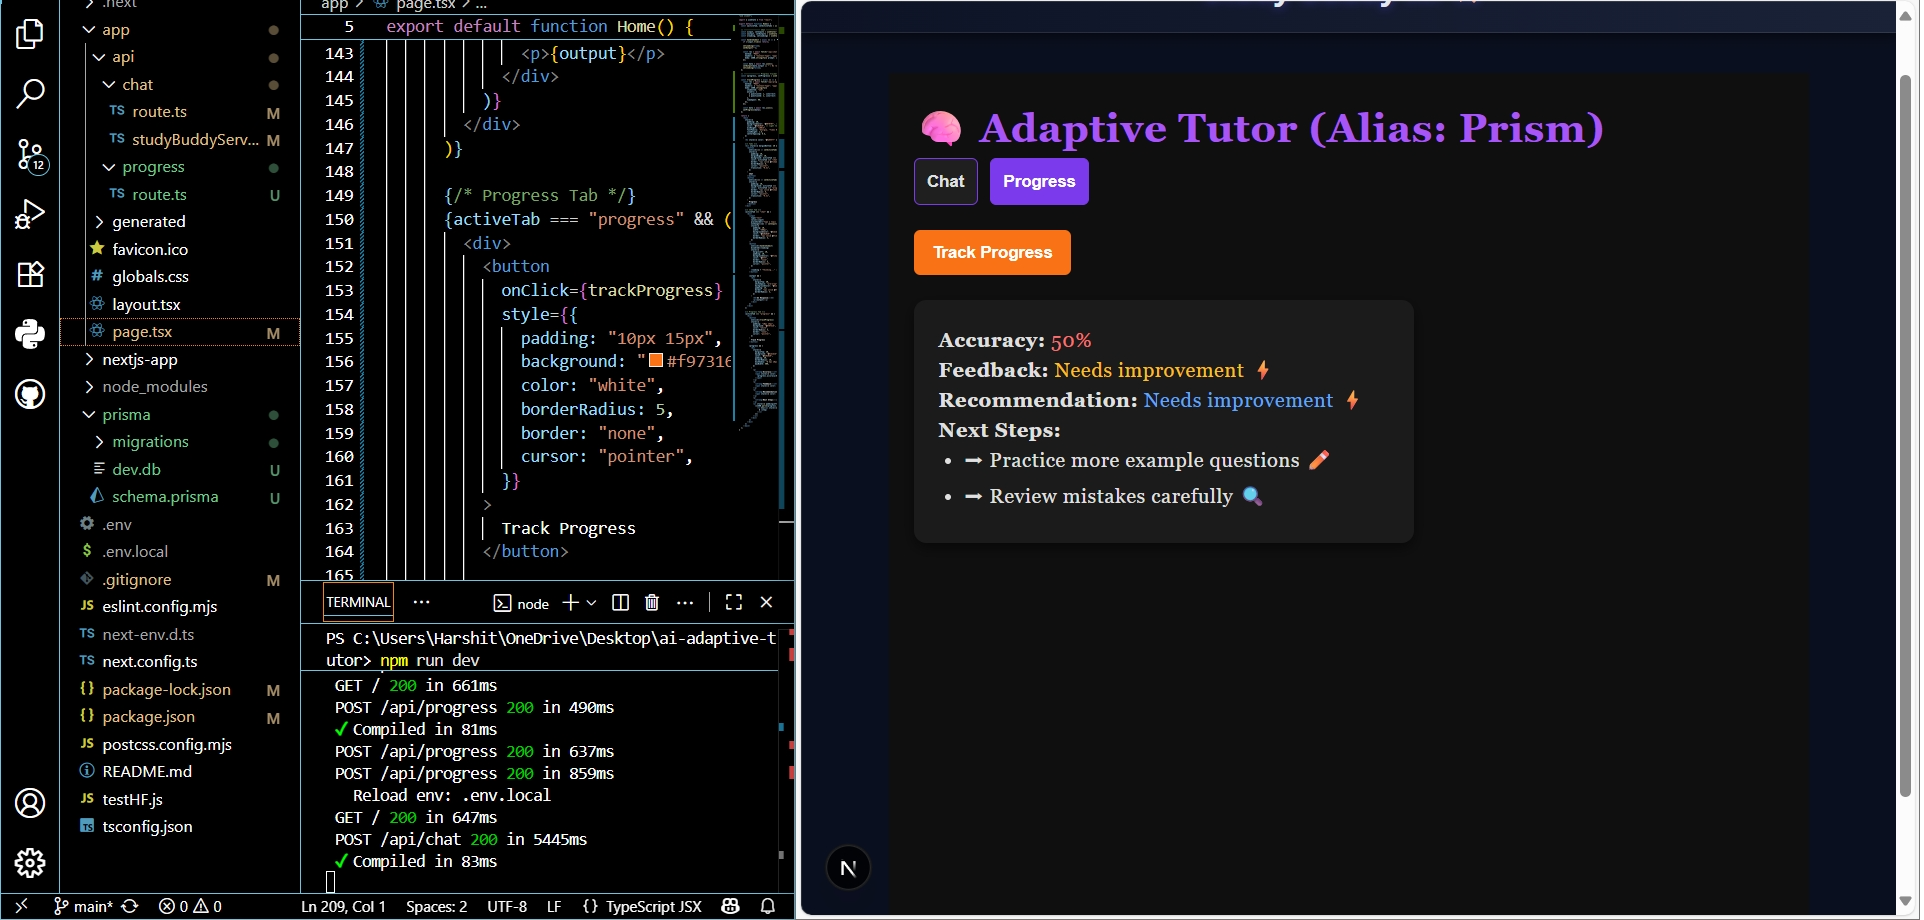 .next
app
api
chat
TS route.ts M
TS studyBuddyServ... M
progress
TS route.ts U
generated
favicon.ico
# globals.css
layout.tsx
page.tsx M
nextjs-app
node_modules
prisma
migrations
dev.db U
schema.prisma U
.env
$ .env.local
.gitignore M
JS eslint.config.mjs
TS next-env.d.ts
TS next.config.ts
{} package-lock.json M
{} package.json M
JS postcss.config.mjs
README.md
JS testHF.js
TS tsconfig.json
12
app > page.tsx > ...
5 export default function Home() {
143 <p>{output}</p>
144 </div>
145 )}
146 </div>
147 )}
148
149 {/* Progress Tab */}
150 {activeTab === "progress" && (
151 <div>
152 <button
153 onClick={trackProgress}
154 style={{
155 padding: "10px 15px",
156 background: "#f97316
157 color: "white",
158 borderRadius: 5,
159 border: "none",
160 cursor: "pointer",
161 }}
162 >
163 Track Progress
164 </button>
165
TERMINAL ... node
PS C:\Users\Harshit\OneDrive\Desktop\ai-adaptive-t
utor> npm run dev
GET / 200 in 661ms
POST /api/progress 200 in 490ms
✓ Compiled in 81ms
POST /api/progress 200 in 637ms
POST /api/progress 200 in 859ms
Reload env: .env.local
GET / 200 in 647ms
POST /api/chat 200 in 5445ms
✓ Compiled in 83ms
main* 0 0 Ln 209, Col 1 Spaces: 2 UTF-8 LF {} TypeScript JSX
🧠 Adaptive Tutor (Alias: Prism)
Chat Progress
Track Progress
Accuracy: 50%
Feedback: Needs improvement ⚡
Recommendation: Needs improvement ⚡
Next Steps:
• ➡ Practice more example questions ✏️
• ➡ Review mistakes carefully 🔍
N